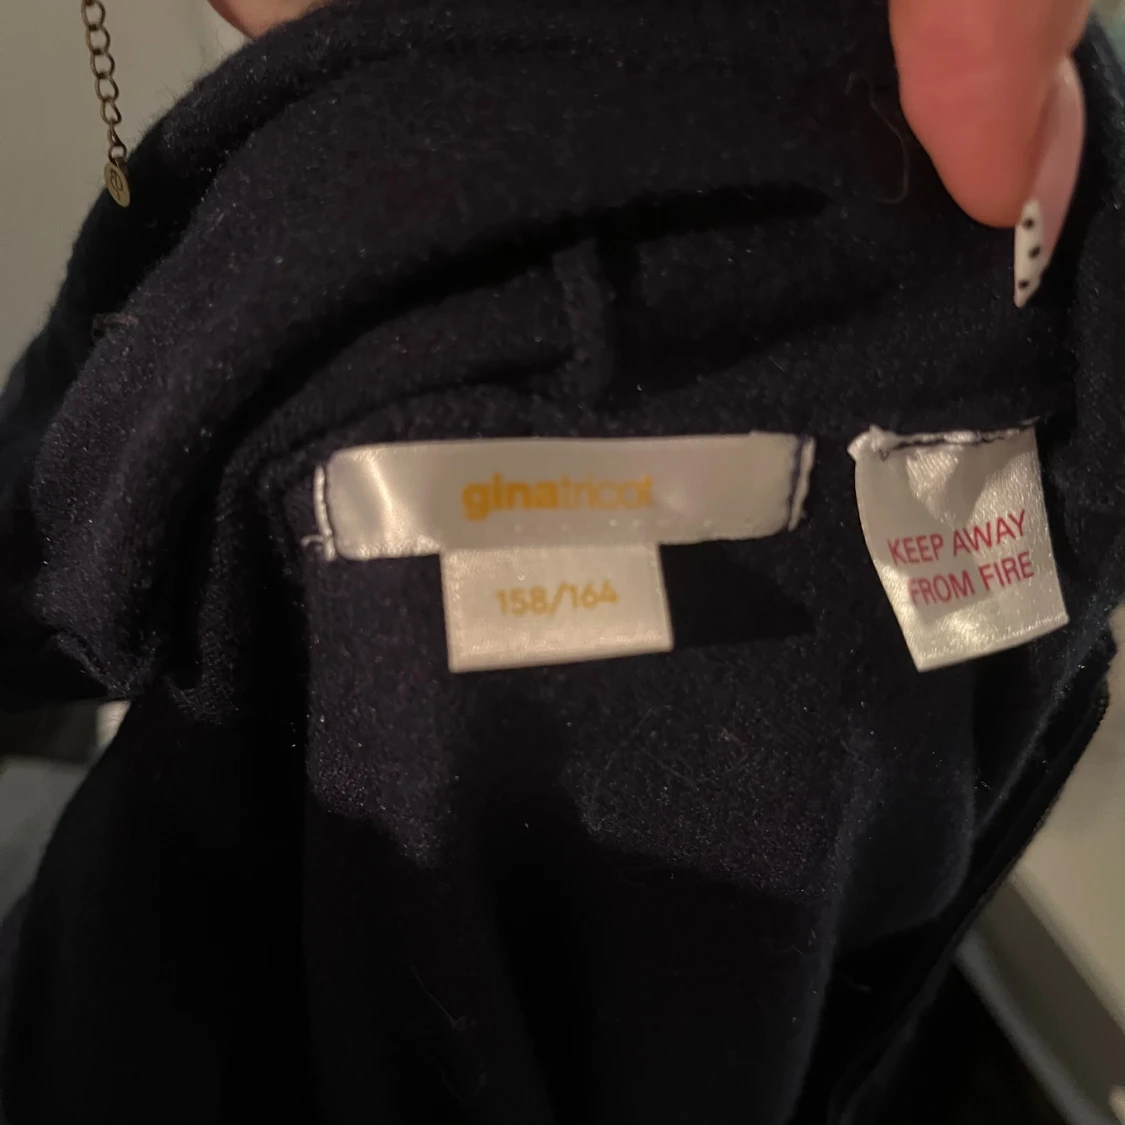 ginatricot
158/164
KEEP AWAY
FROM FIRE